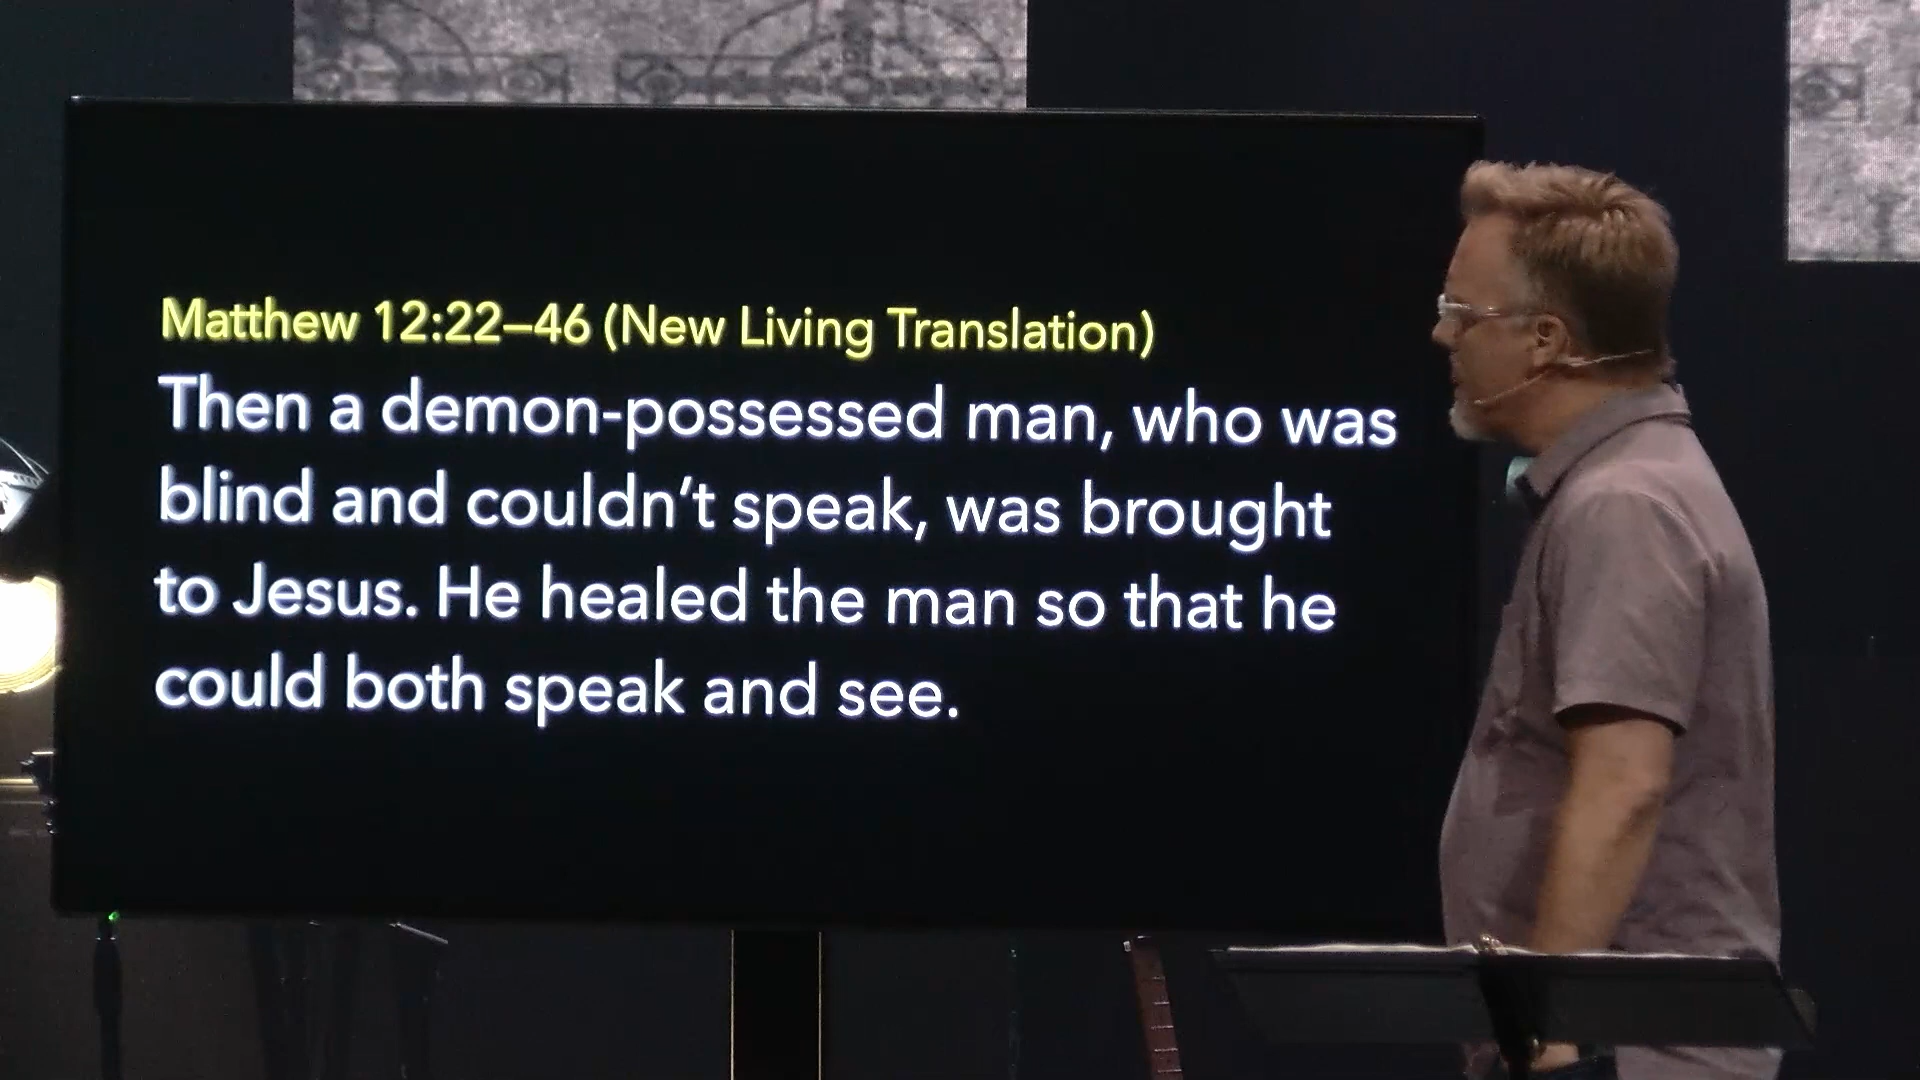 Matthew 12:22–46 (New Living Translation)
Then a demon-possessed man, who was
blind and couldn’t speak, was brought
to Jesus. He healed the man so that he
could both speak and see.